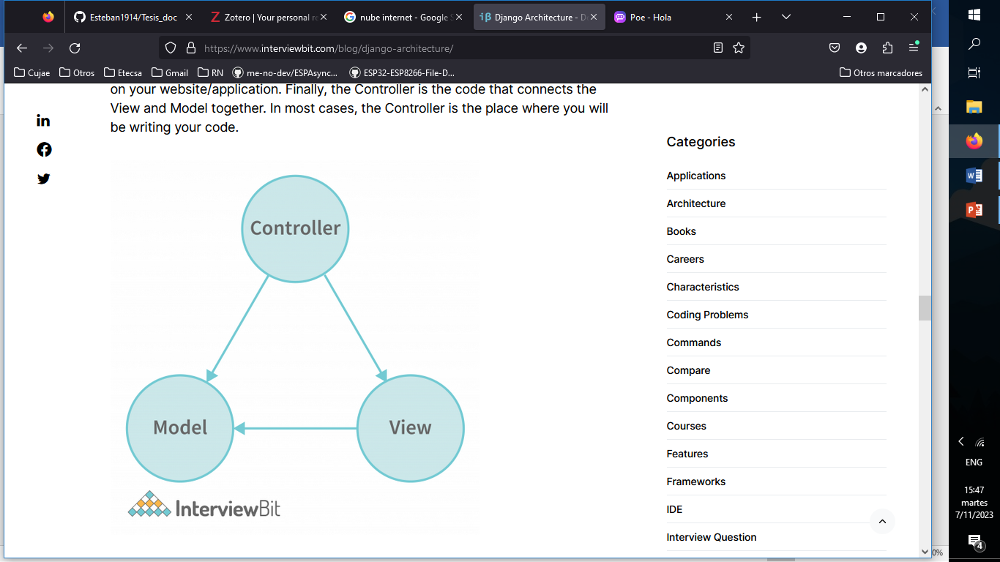 Esteban1914/Tesis_doc
Zotero | Your personal re
nube internet - Google S
Django Architecture - D
Poe - Hola
https://www.interviewbit.com/blog/django-architecture/
Cujae
Otros
Etecsa
Gmail
RN
me-no-dev/ESPAsync...
ESP32-ESP8266-File-D...
Otros marcadores
on your website/application. Finally, the Controller is the code that connects the
View and Model together. In most cases, the Controller is the place where you will
be writing your code.
Controller
Model
View
InterviewBit
Categories
Applications
Architecture
Books
Careers
Characteristics
Coding Problems
Commands
Compare
Components
Courses
Features
Frameworks
IDE
Interview Question
0%
ENG
15:47
martes
7/11/2023
4